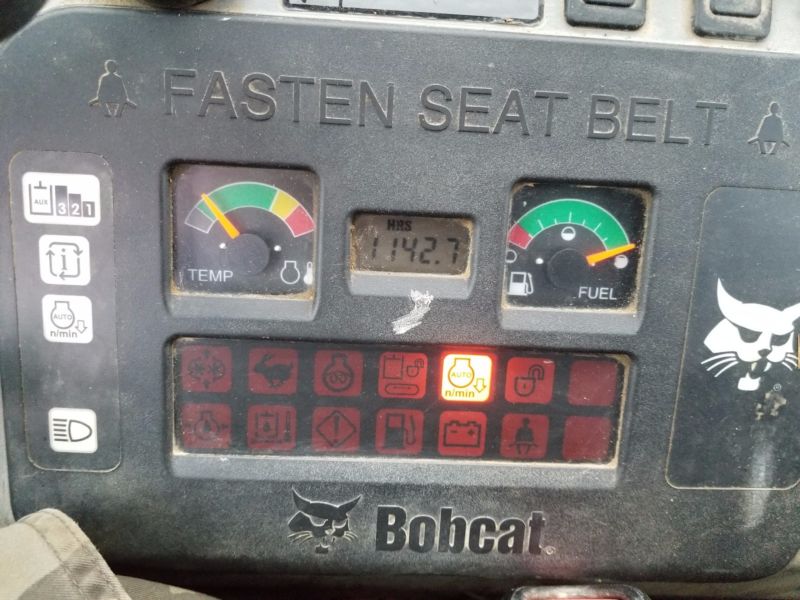 FASTEN SEAT BELT
AUX
3 2 1
i
AUTO
n/min
TEMP
HRS
1142.7
FUEL
AUTO
n/min
Bobcat